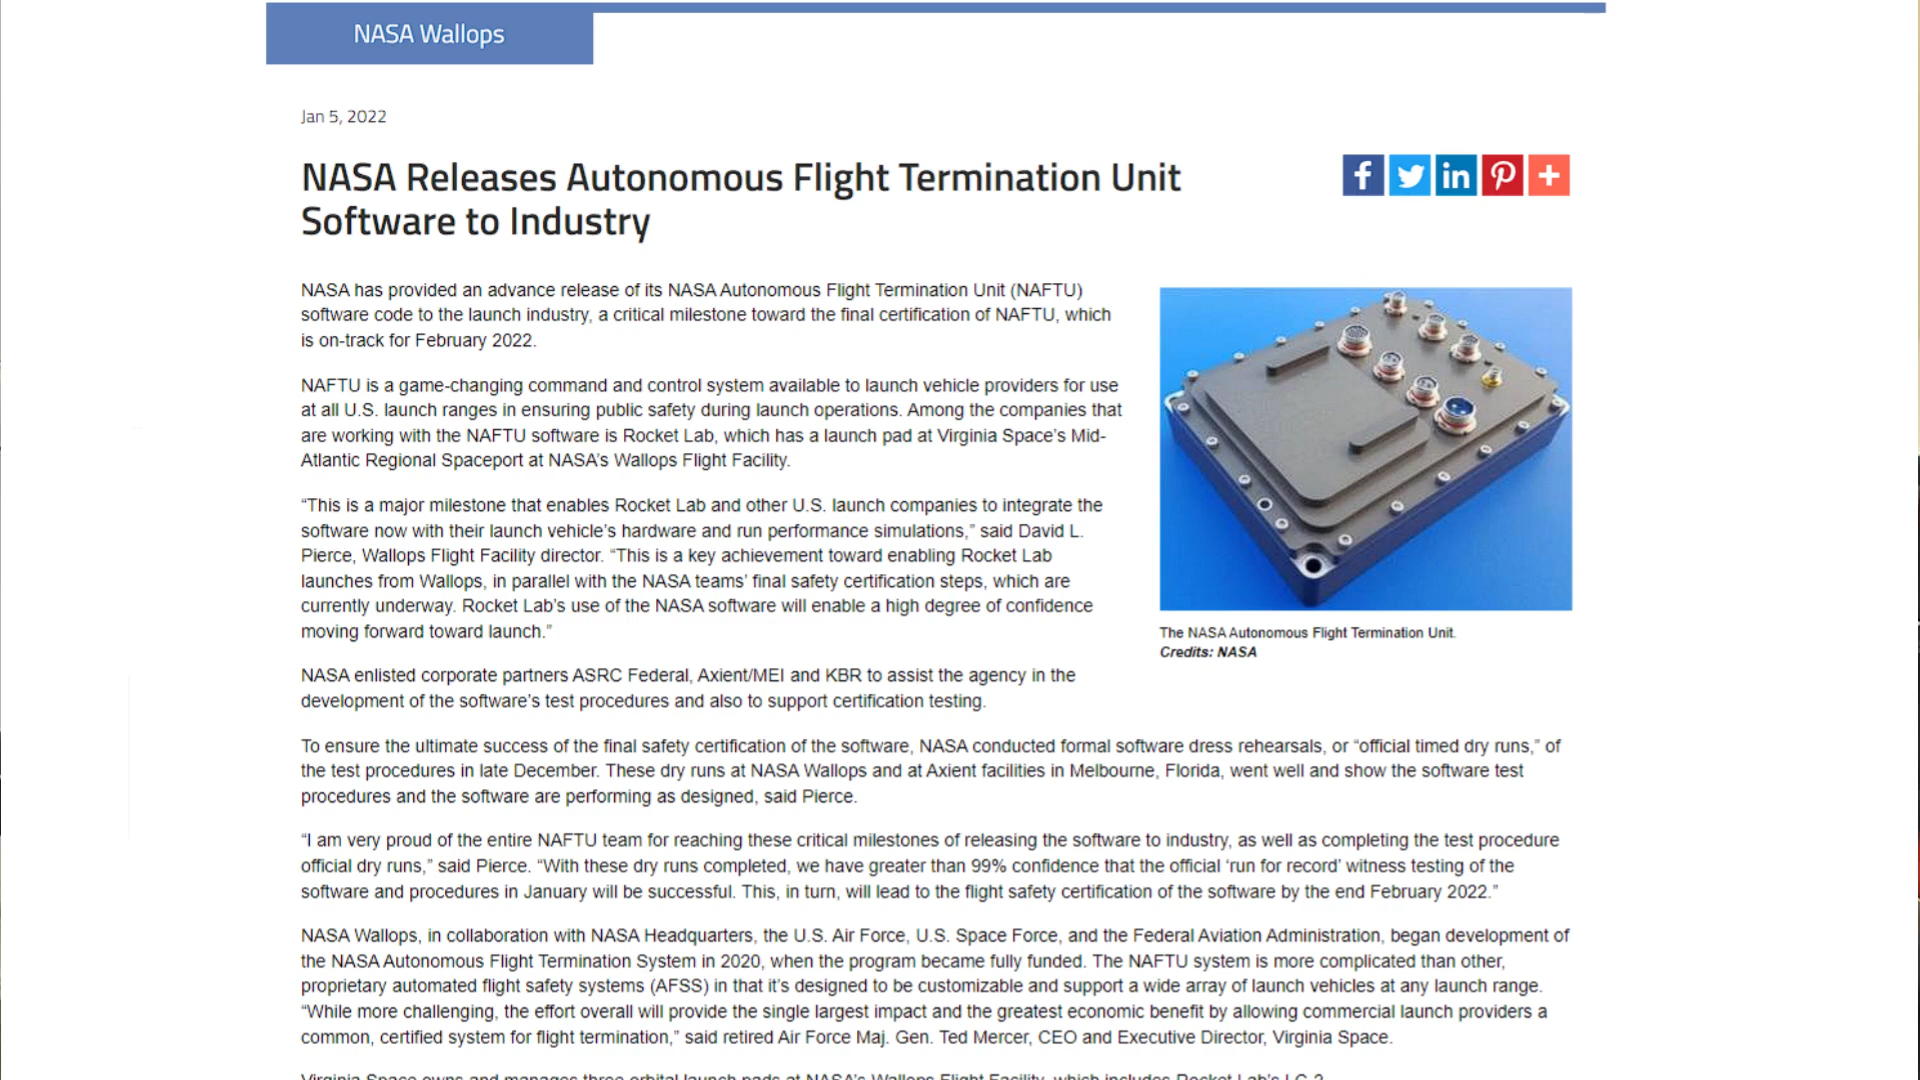 NASA Wallops
Jan 5, 2022
NASA Releases Autonomous Flight Termination Unit
Software to Industry
NASA has provided an advance release of its NASA Autonomous Flight Termination Unit (NAFTU)
software code to the launch industry, a critical milestone toward the final certification of NAFTU, which
is on-track for February 2022.
NAFTU is a game-changing command and control system available to launch vehicle providers for use
at all U.S. launch ranges in ensuring public safety during launch operations. Among the companies that
are working with the NAFTU software is Rocket Lab, which has a launch pad at Virginia Space’s Mid-
Atlantic Regional Spaceport at NASA’s Wallops Flight Facility.
“This is a major milestone that enables Rocket Lab and other U.S. launch companies to integrate the
software now with their launch vehicle’s hardware and run performance simulations,” said David L.
Pierce, Wallops Flight Facility director. “This is a key achievement toward enabling Rocket Lab
launches from Wallops, in parallel with the NASA teams’ final safety certification steps, which are
currently underway. Rocket Lab’s use of the NASA software will enable a high degree of confidence
moving forward toward launch.”
The NASA Autonomous Flight Termination Unit.
Credits: NASA
NASA enlisted corporate partners ASRC Federal, Axient/MEI and KBR to assist the agency in the
development of the software’s test procedures and also to support certification testing.
To ensure the ultimate success of the final safety certification of the software, NASA conducted formal software dress rehearsals, or “official timed dry runs,” of
the test procedures in late December. These dry runs at NASA Wallops and at Axient facilities in Melbourne, Florida, went well and show the software test
procedures and the software are performing as designed, said Pierce.
“I am very proud of the entire NAFTU team for reaching these critical milestones of releasing the software to industry, as well as completing the test procedure
official dry runs,” said Pierce. “With these dry runs completed, we have greater than 99% confidence that the official ‘run for record’ witness testing of the
software and procedures in January will be successful. This, in turn, will lead to the flight safety certification of the software by the end February 2022.”
NASA Wallops, in collaboration with NASA Headquarters, the U.S. Air Force, U.S. Space Force, and the Federal Aviation Administration, began development of
the NASA Autonomous Flight Termination System in 2020, when the program became fully funded. The NAFTU system is more complicated than other,
proprietary automated flight safety systems (AFSS) in that it’s designed to be customizable and support a wide array of launch vehicles at any launch range.
“While more challenging, the effort overall will provide the single largest impact and the greatest economic benefit by allowing commercial launch providers a
common, certified system for flight termination,” said retired Air Force Maj. Gen. Ted Mercer, CEO and Executive Director, Virginia Space.
Virginia Space owns and manages three orbital launch pads at NASA’s Wallops Flight Facility, which includes Rocket Lab’s LC-2.